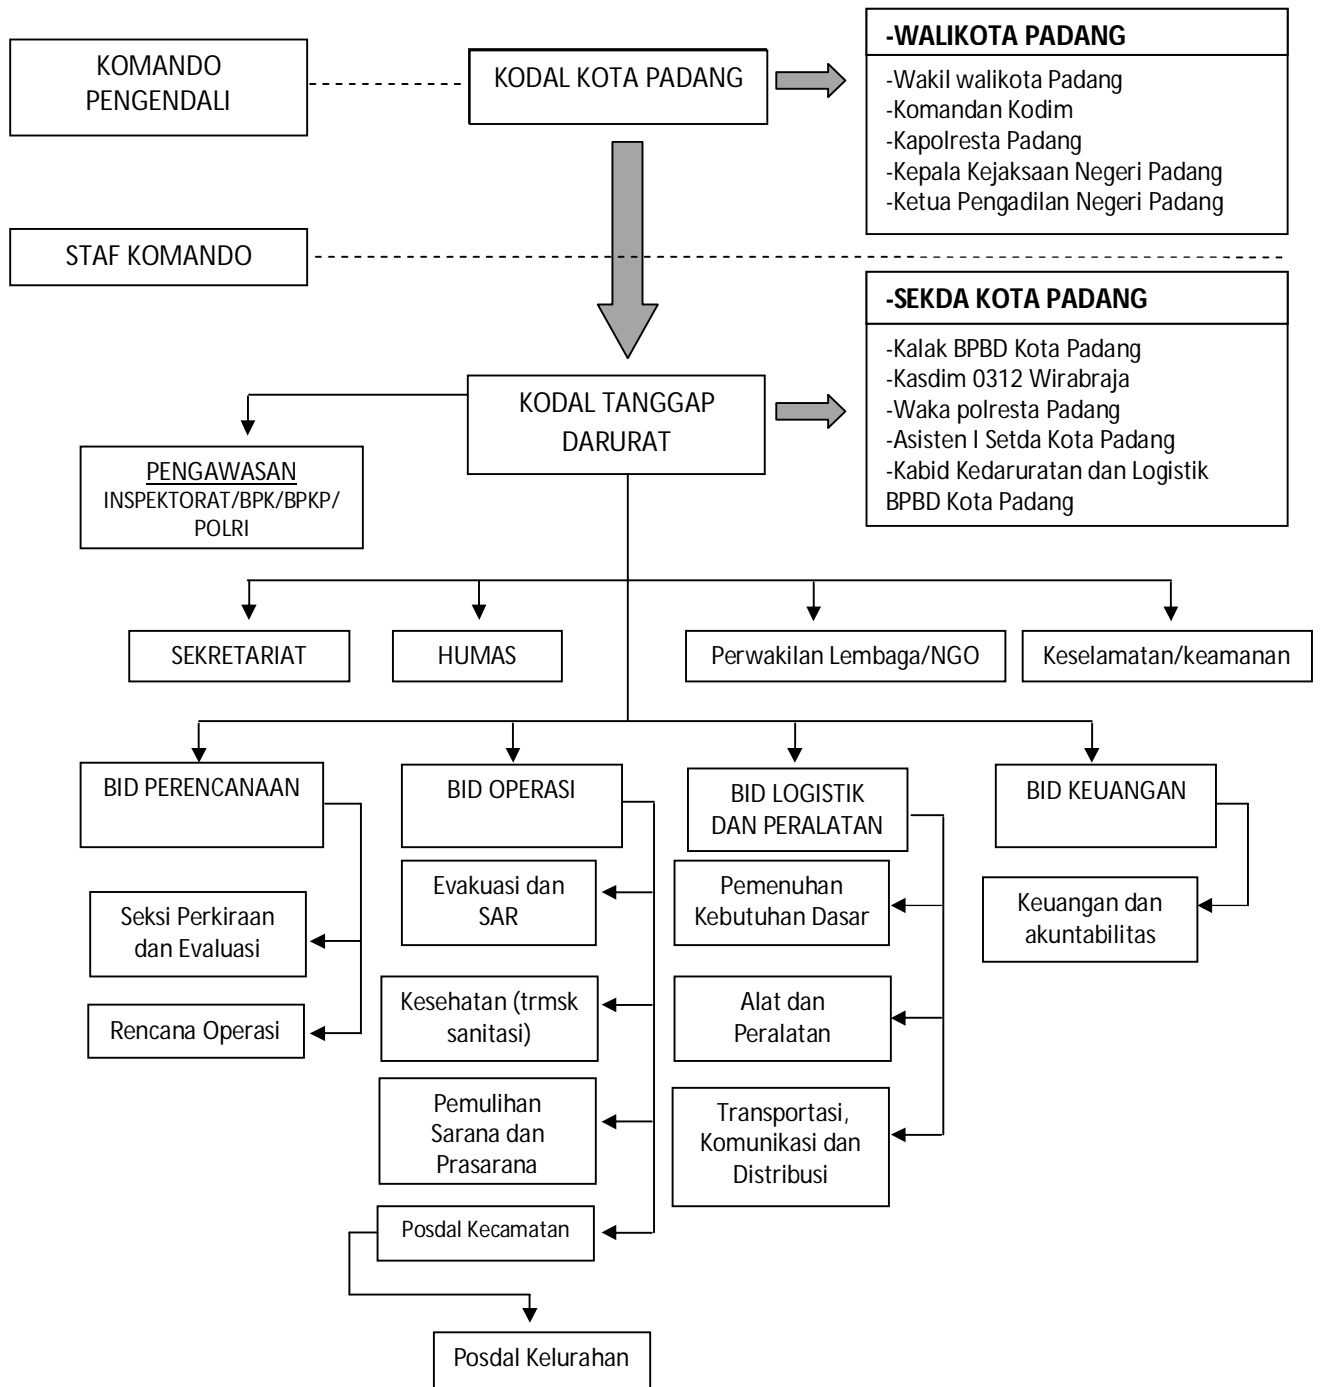 KOMANDO
PENGENDALI
KODAL KOTA PADANG
-WALIKOTA PADANG
-Wakil walikota Padang
-Komandan Kodim
-Kapolresta Padang
-Kepala Kejaksaan Negeri Padang
-Ketua Pengadilan Negeri Padang
STAF KOMANDO
-SEKDA KOTA PADANG
-Kalak BPBD Kota Padang
-Kasdim 0312 Wirabraja
-Waka polresta Padang
-Asisten I Setda Kota Padang
-Kabid Kedaruratan dan Logistik
BPBD Kota Padang
KODAL TANGGAP
DARURAT
PENGAWASAN
INSPEKTORAT/BPK/BPKP/
POLRI
SEKRETARIAT
HUMAS
Perwakilan Lembaga/NGO
Keselamatan/keamanan
BID PERENCANAAN
BID OPERASI
BID LOGISTIK
DAN PERALATAN
BID KEUANGAN
Seksi Perkiraan
dan Evaluasi
Rencana Operasi
Evakuasi dan
SAR
Kesehatan (trmsk
sanitasi)
Pemulihan
Sarana dan
Prasarana
Posdal Kecamatan
Posdal Kelurahan
Pemenuhan
Kebutuhan Dasar
Alat dan
Peralatan
Transportasi,
Komunikasi dan
Distribusi
Keuangan dan
akuntabilitas